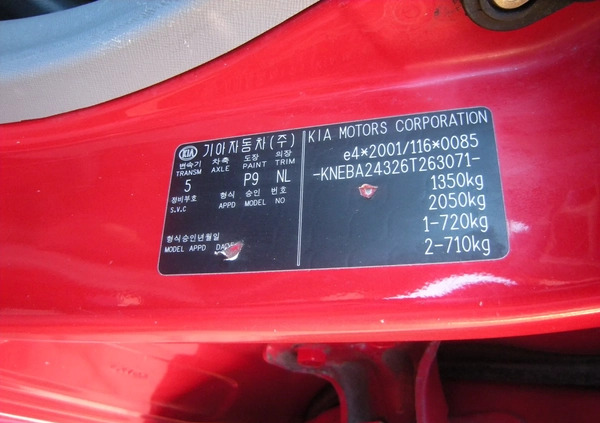 KIA 기아자동차(주)
변속기 차축 도장 외장
TRANSM AXLE PAINT TRIM
5 P9 NL
정비부호 형식 승인 번호
S.V.C APPD MODEL NO
형식승인년월일
MODEL APPD DATE
KIA MOTORS CORPORATION
e4*2001/116*0085
-KNEBA24326T263071-
1350kg
2050kg
1-720kg
2-710kg